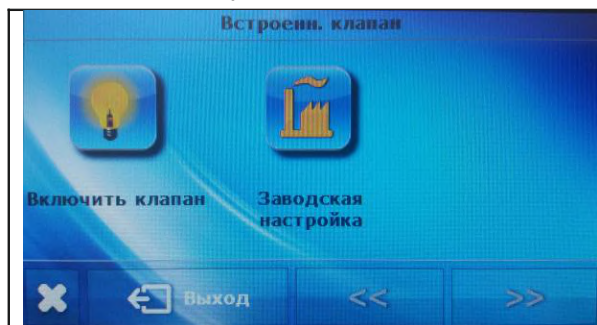 Встроенн. клапан
Включить клапан
Заводская
настройка
Выход
<<
>>